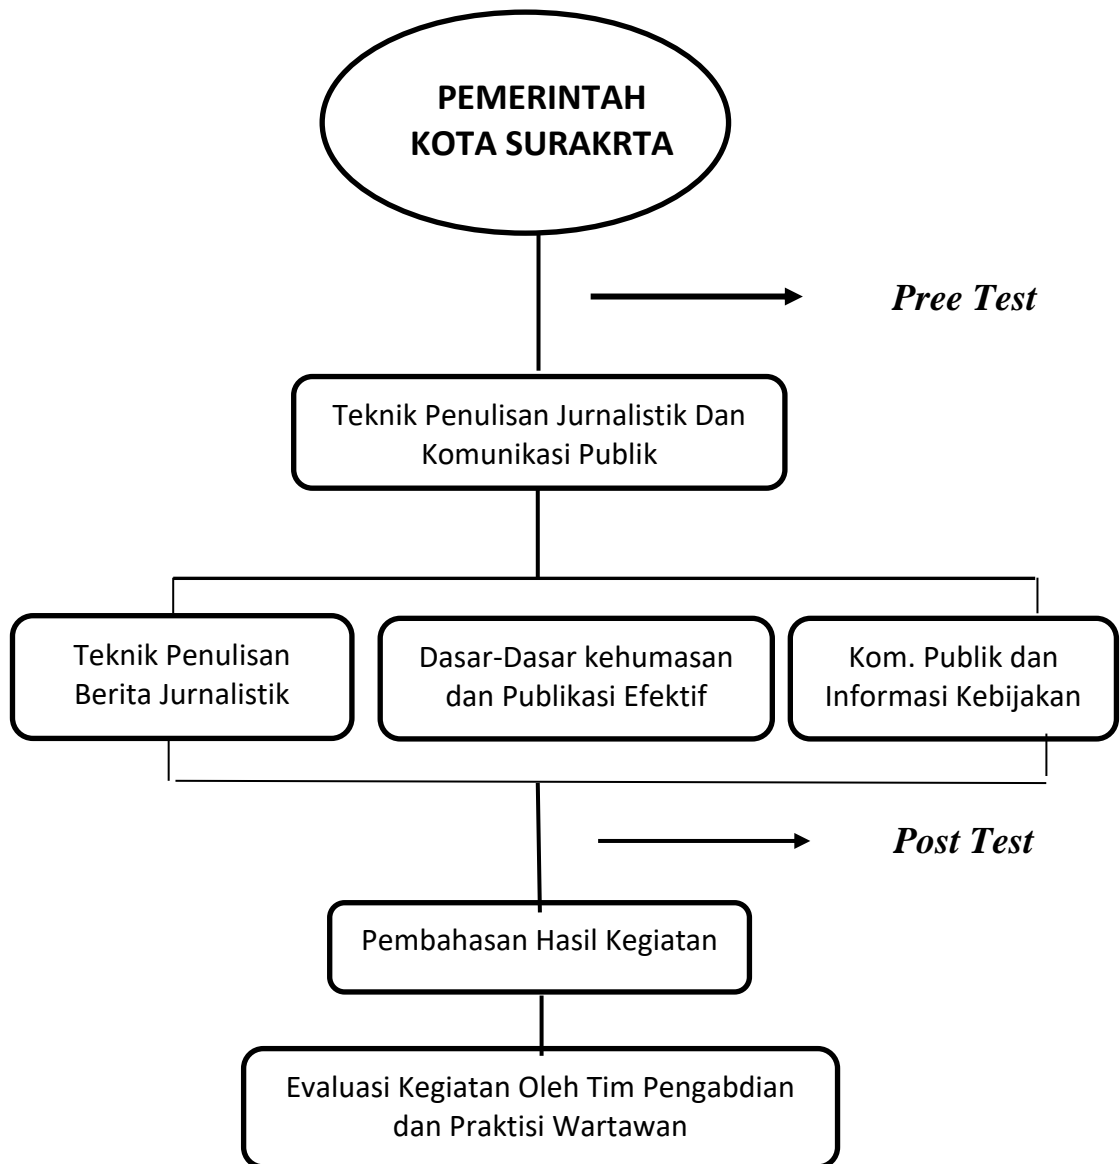 PEMERINTAH
KOTA SURAKRTA
Pree Test
Teknik Penulisan Jurnalistik Dan
Komunikasi Publik
Teknik Penulisan
Berita Jurnalistik
Dasar-Dasar kehumasan
dan Publikasi Efektif
Kom. Publik dan
Informasi Kebijakan
Post Test
Pembahasan Hasil Kegiatan
Evaluasi Kegiatan Oleh Tim Pengabdian
dan Praktisi Wartawan